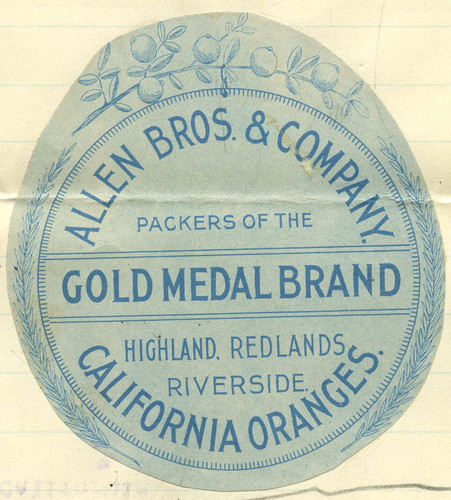 ALLEN BROS. & COMPANY.
PACKERS OF THE
GOLD MEDAL BRAND
HIGHLAND, REDLANDS,
RIVERSIDE.
CALIFORNIA ORANGES.